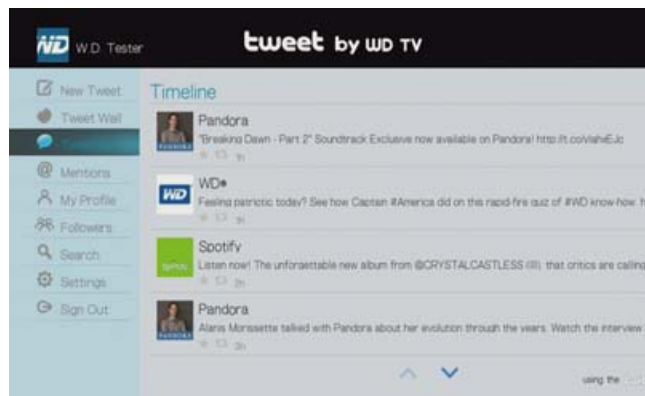 WD W.D. Tester
tweet by WD TV
New Tweet
Tweet Wall
Mentions
My Profile
Followers
Search
Settings
Sign Out
Timeline
Pandora
"Breaking Dawn - Part 2" Soundtrack Exclusive now available on Pandora!
1h
WD
Feeling patriotic today? See how Captain #America did on this rapid-fire quiz of #WD know-how.
Spotify
Listen now! The unforgettable new album from @CRYSTALCASTLESS (III), that critics are calling
2h
Pandora
Alanis Morissette talked with Pandora about her evolution through the years. Watch the interview
using the